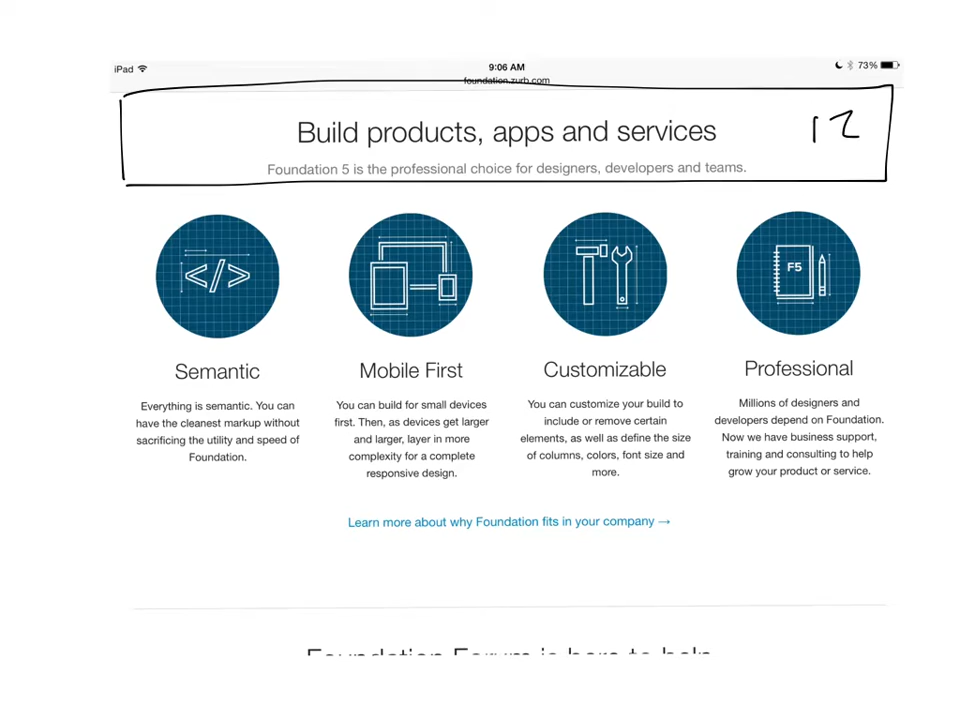 iPad
9:06 AM
73%
foundation.zurb.com
Build products, apps and services
12
Foundation 5 is the professional choice for designers, developers and teams.
</>
F5
Semantic
Everything is semantic. You can
have the cleanest markup without
sacrificing the utility and speed of
Foundation.
Mobile First
You can build for small devices
first. Then, as devices get larger
and larger, layer in more
complexity for a complete
responsive design.
Customizable
You can customize your build to
include or remove certain
elements, as well as define the size
of columns, colors, font size and
more.
Professional
Millions of designers and
developers depend on Foundation.
Now we have business support,
training and consulting to help
grow your product or service.
Learn more about why Foundation fits in your company →
Foundation Forum is here to help